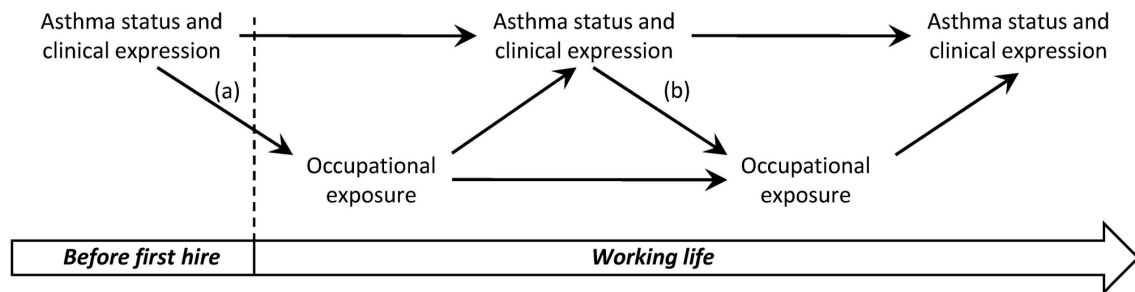 Asthma status and
clinical expression
Asthma status and
clinical expression
Asthma status and
clinical expression
(a)
(b)
Occupational
exposure
Occupational
exposure
Before first hire
Working life